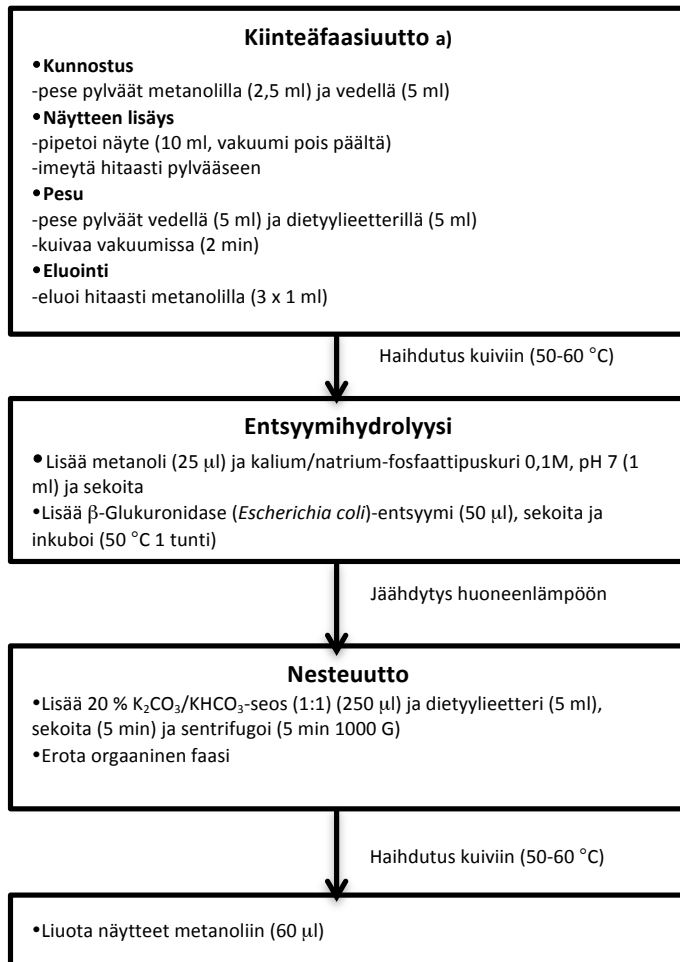 Kiinteäfaasiuutto a)
•Kunnostus
-pese pylväät metanolilla (2,5 ml) ja vedellä (5 ml)
•Näytteen lisäys
-pipetoi näyte (10 ml, vakuumi pois päältä)
-imeytä hitaasti pylvääseen
•Pesu
-pese pylväät vedellä (5 ml) ja dietyylieetterillä (5 ml)
-kuivaa vakuumissa (2 min)
•Eluointi
-eluoi hitaasti metanolilla (3 x 1 ml)
Haihdutus kuiviin (50-60 °C)
Entsyymihydrolyysi
•Lisää metanoli (25 µl) ja kalium/natrium-fosfaattipuskuri 0,1M, pH 7 (1
ml) ja sekoita
•Lisää β-Glukuronidase (Escherichia coli)-entsyymi (50 µl), sekoita ja
inkuboi (50 °C 1 tunti)
Jäähdytys huoneenlämpöön
Nesteuutto
•Lisää 20 % K₂CO₃/KHCO₃-seos (1:1) (250 µl) ja dietyylieetteri (5 ml),
sekoita (5 min) ja sentrifugoi (5 min 1000 G)
•Erota orgaaninen faasi
Haihdutus kuiviin (50-60 °C)
•Liuota näytteet metanoliin (60 µl)